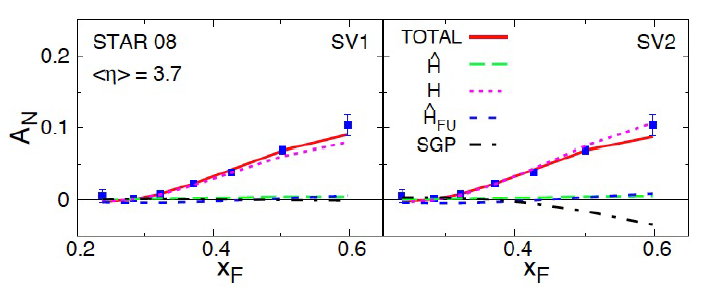 STAR 08
SV1
<η> = 3.7
TOTAL
Ĥ
H
Ĥ_FU
SGP
SV2
A_N
0.2
0.1
0
0.2
0.4
0.6
0.4
0.6
x_F
x_F